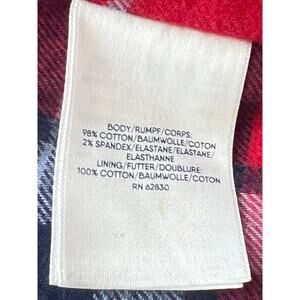 BODY/RUMPF/CORPS:
98% COTTON/BAUMWOLLE/COTON
2% SPANDEX/ELASTANE/ELASTANE/
ELASTHANNE
LINING/FUTTER/DOUBLURE:
100% COTTON/BAUMWOLLE/COTON
RN 62830